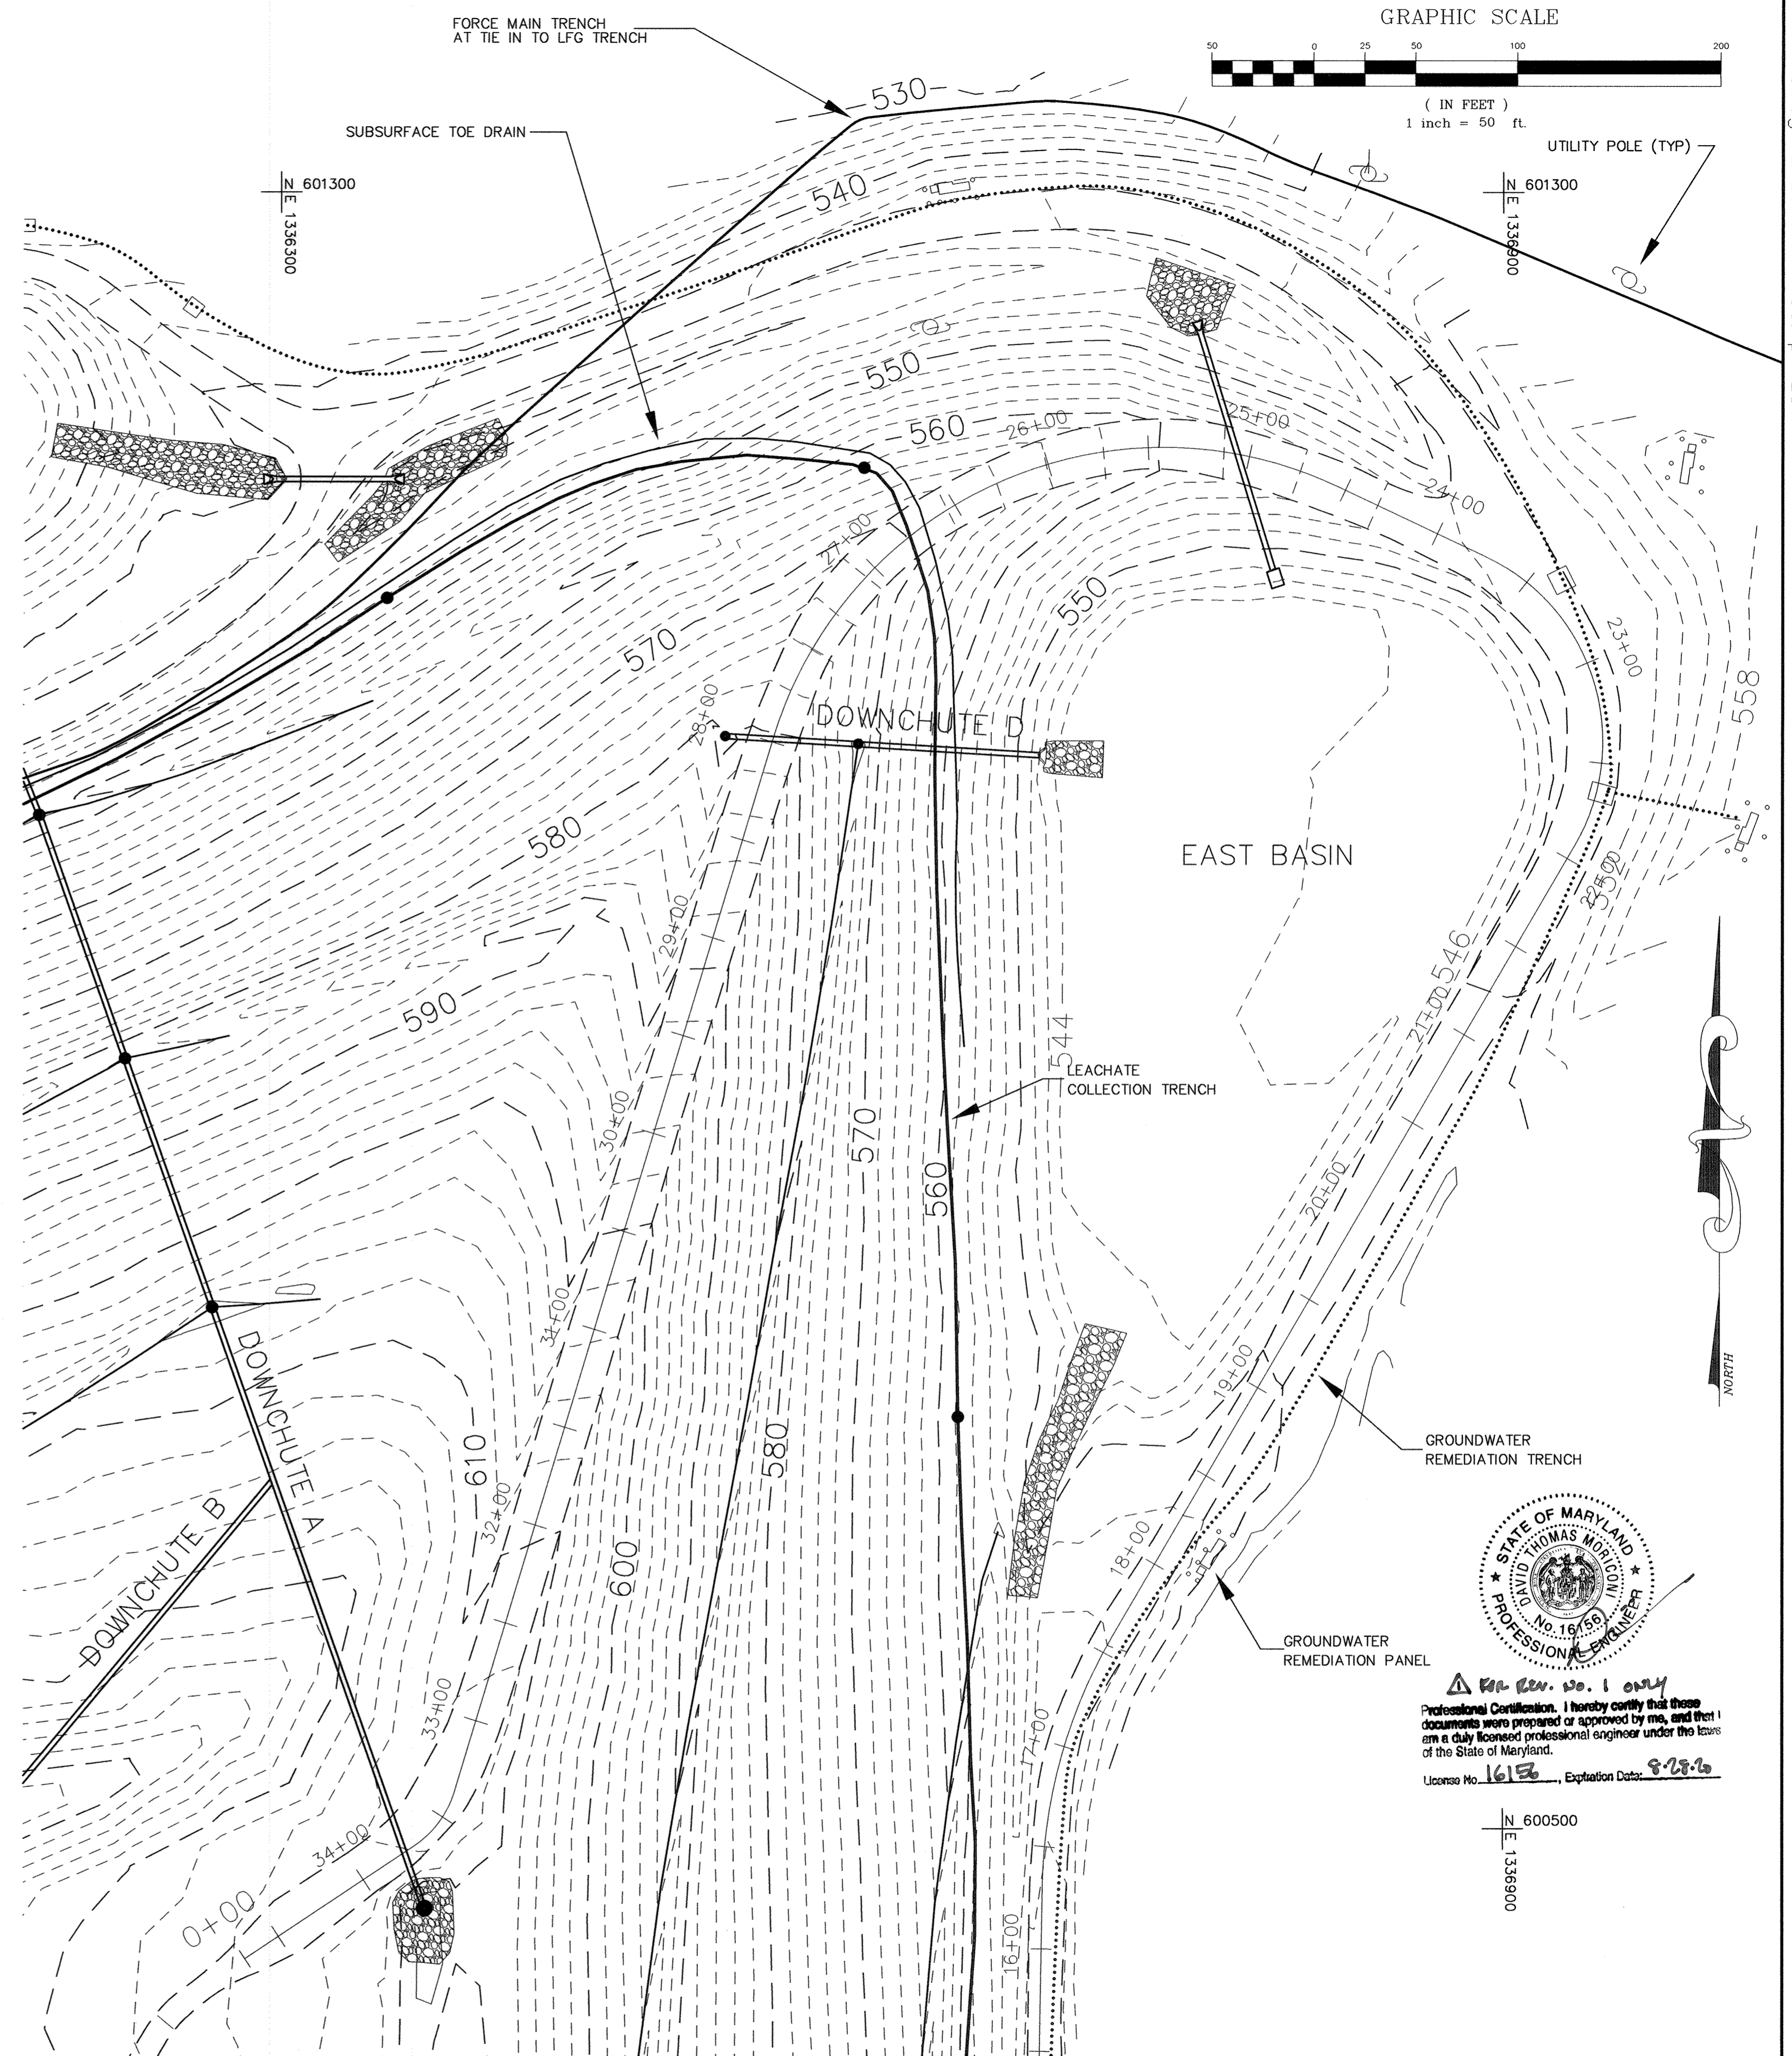 GRAPHIC SCALE
50 0 25 50 100 200
( IN FEET )
1 inch = 50 ft.
FORCE MAIN TRENCH
AT TIE IN TO LFG TRENCH
SUBSURFACE TOE DRAIN
UTILITY POLE (TYP)
N 601300
E 1336300
N 601300
E 1336900
530
540
550
560
26+00
25+00
24+00
27+00
550
23+00
570
28+00
DOWNCHUTE D
558
580
EAST BASIN
22+00
552
29+00
546
590
21+00
544
LEACHATE
COLLECTION TRENCH
30+00
570
560
20+00
31+00
DOWNCHUTE A
19+00
NORTH
610
580
GROUNDWATER
REMEDIATION TRENCH
32+00
DOWNCHUTE B
600
18+00
STATE OF MARYLAND
DAVID THOMAS MORICONI
No. 16156
PROFESSIONAL ENGINEER
GROUNDWATER
REMEDIATION PANEL
33+00
17+00
1 FOR REV. NO. 1 ONLY
Professional Certification. I hereby certify that these
documents were prepared or approved by me, and that I
am a duly licensed professional engineer under the laws
of the State of Maryland.
License No. 16156, Expiration Date: 8-28-20
N 600500
E 1336900
34+00
0+00
16+00